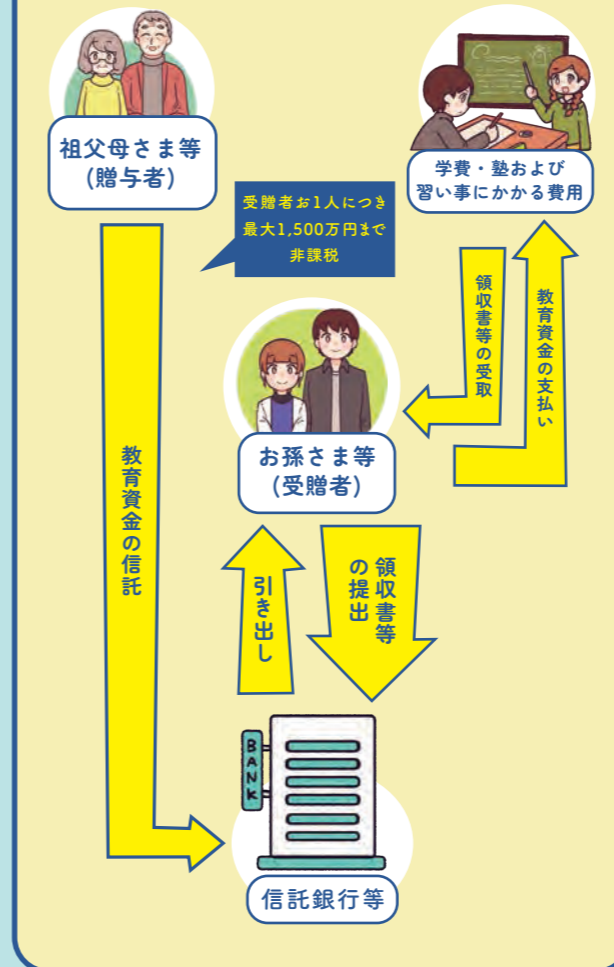 祖父母さま等
(贈与者)
学費・塾および
習い事にかかる費用
受贈者お1人につき
最大1,500万円まで
非課税
領収書等の受取
教育資金の支払い
お孫さま等
(受贈者)
教育資金の信託
引き出し
領収書等
の提出
BANK
信託銀行等